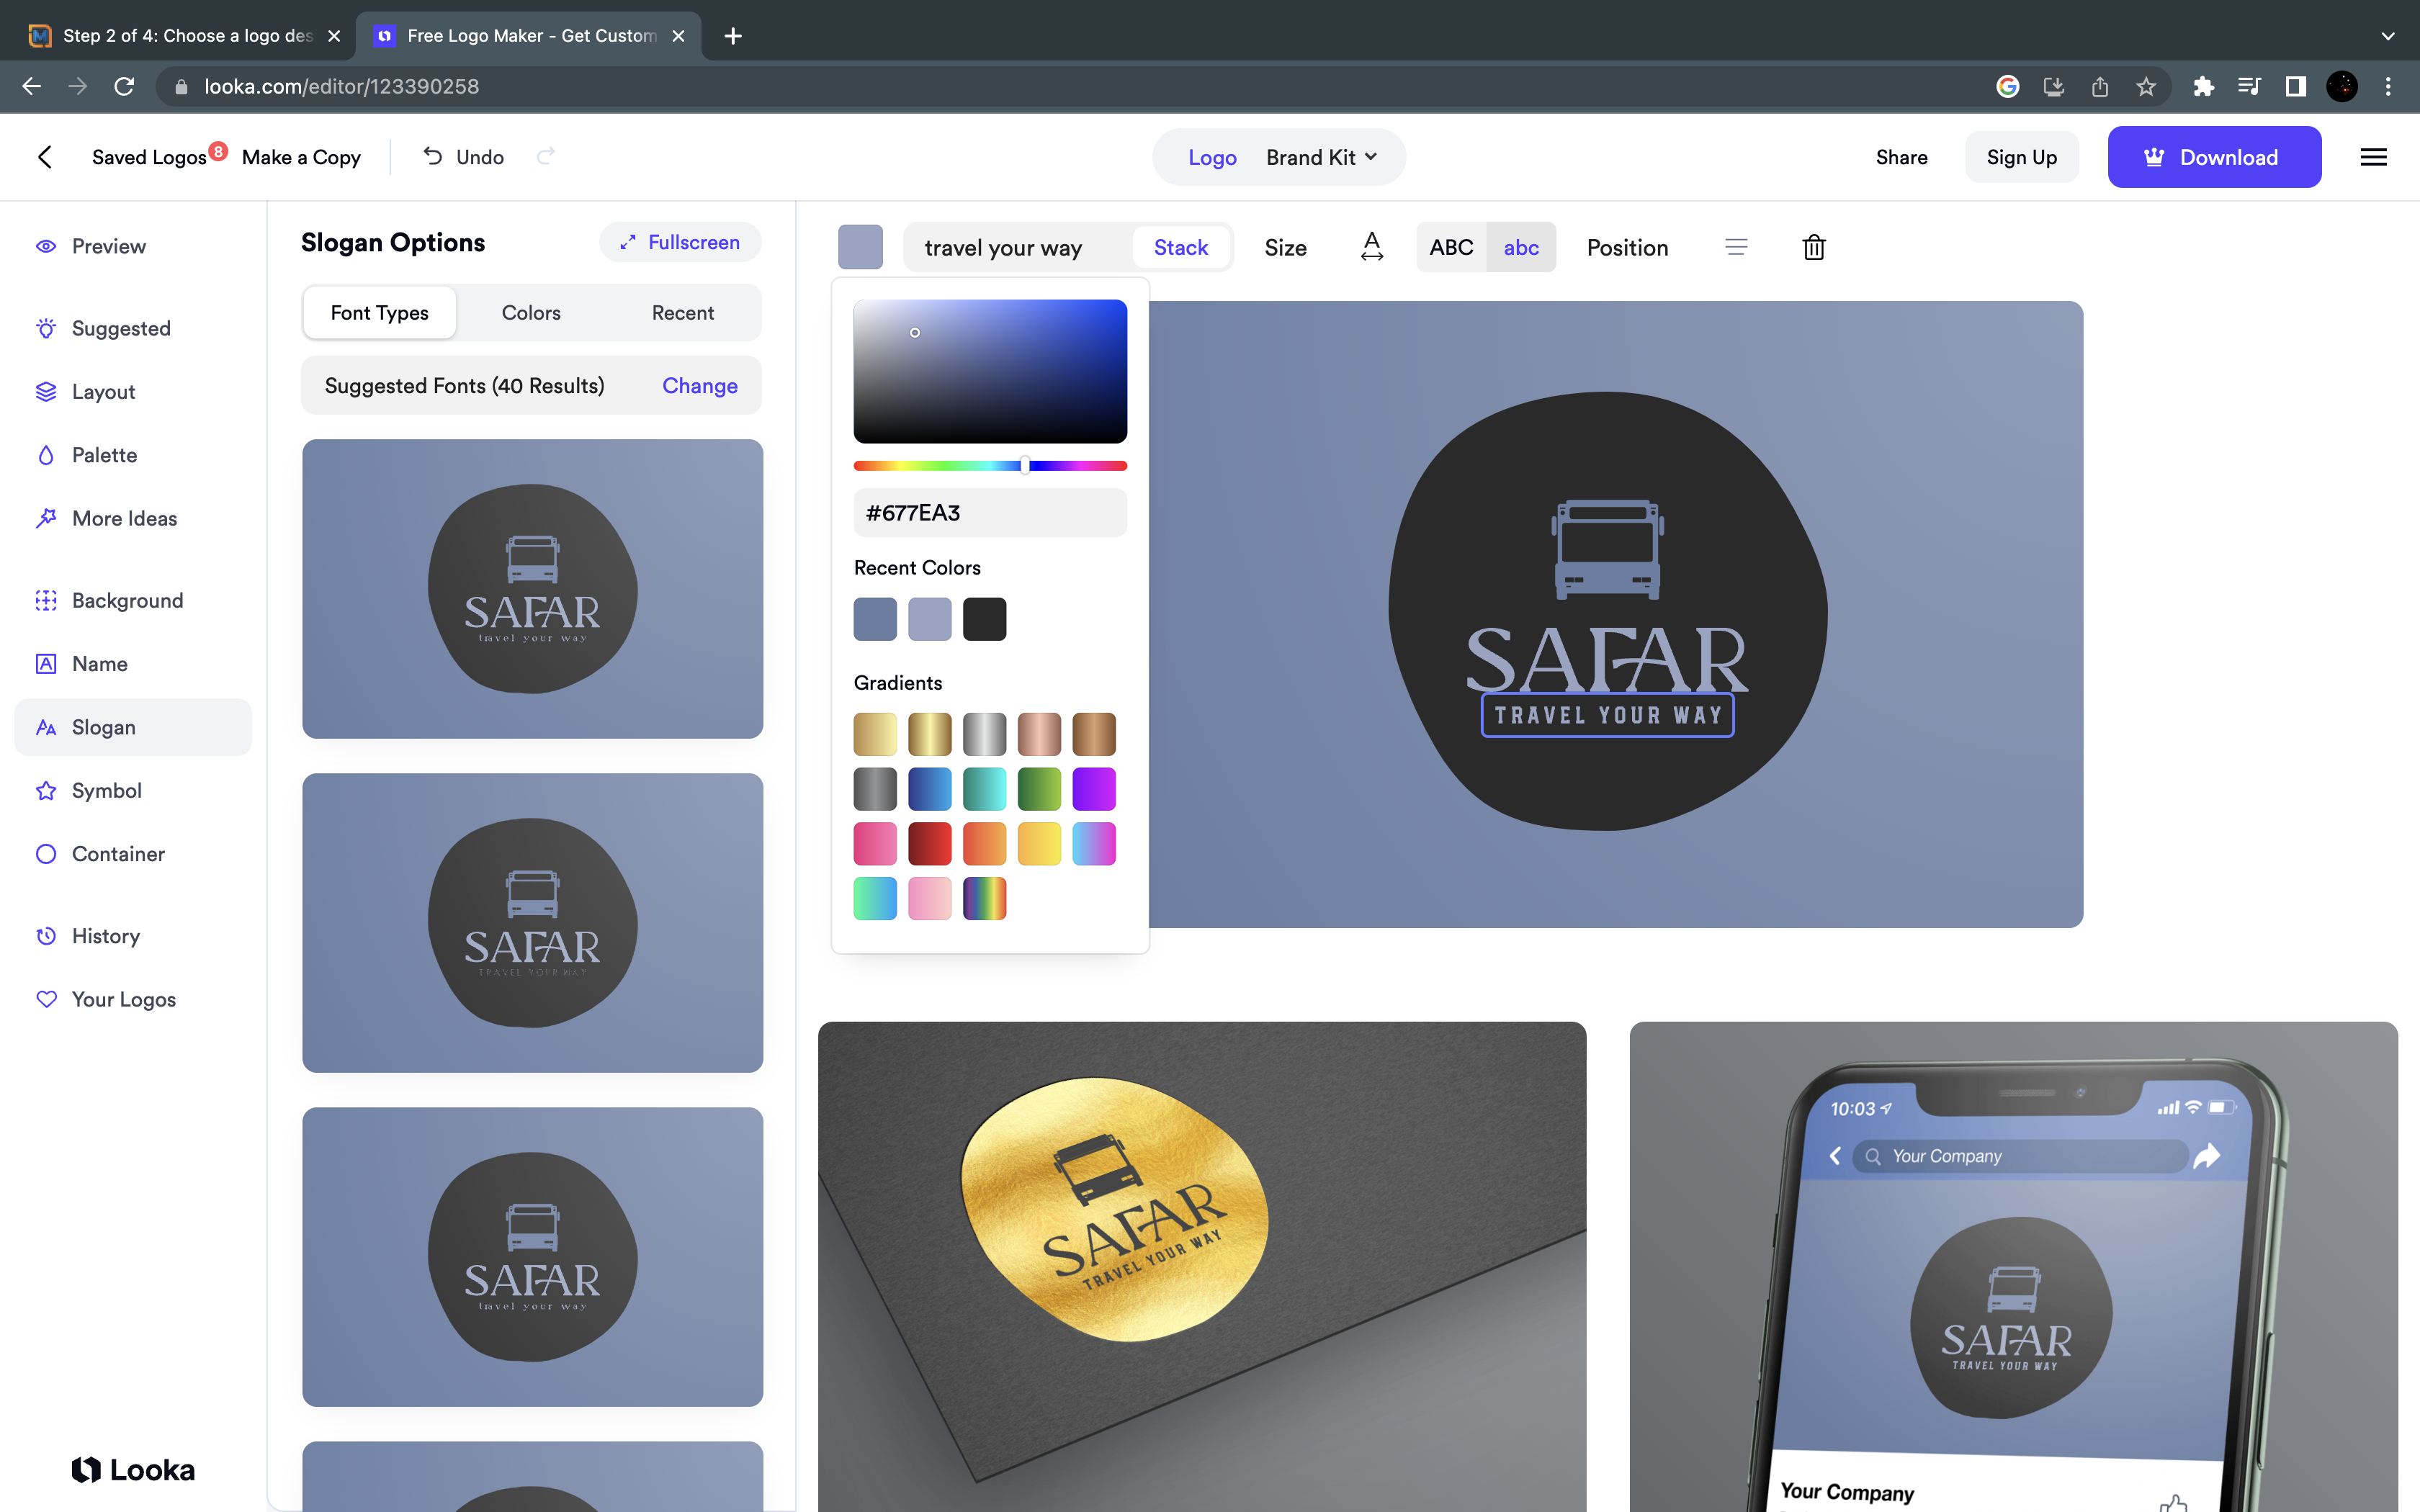 Step 2 of 4: Choose a logo des
Free Logo Maker - Get Custom
looka.com/editor/123390258
Saved Logos 8
Make a Copy
Undo
Logo
Brand Kit
Share
Sign Up
Download
Preview
Suggested
Layout
Palette
More Ideas
Background
Name
Slogan
Symbol
Container
History
Your Logos
Looka
Slogan Options
Fullscreen
Font Types
Colors
Recent
Suggested Fonts (40 Results)
Change
SAFAR
travel your way
SAFAR
TRAVEL YOUR WAY
SAFAR
travel your way
travel your way
Stack
Size
A
ABC
abc
Position
#677EA3
Recent Colors
Gradients
SAFAR
TRAVEL YOUR WAY
SAFAR
TRAVEL YOUR WAY
10:03
Your Company
SAFAR
TRAVEL YOUR WAY
Your Company